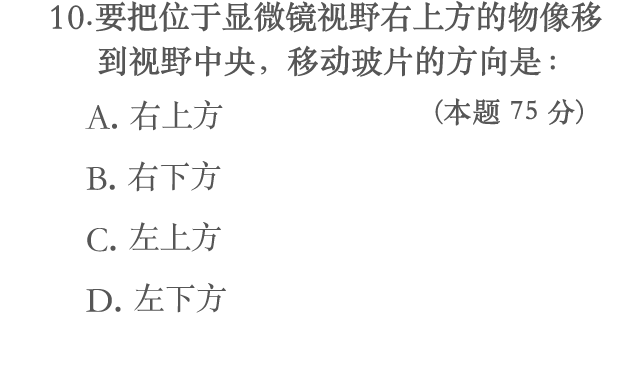 10.要把位于显微镜视野右上方的物像移
到视野中央，移动玻片的方向是：
（本题 75 分）
A. 右上方
B. 右下方
C. 左上方
D. 左下方